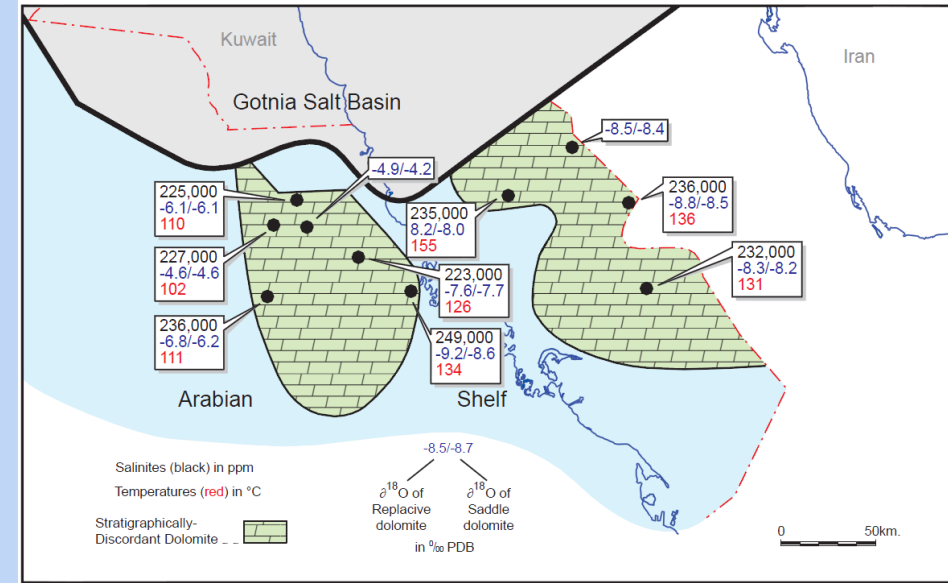 Kuwait
Iran
Gotnia Salt Basin
-8.5/-8.4
-4.9/-4.2
225,000
-6.1/-6.1
110
235,000
8.2/-8.0
155
236,000
-8.8/-8.5
136
227,000
-4.6/-4.6
102
223,000
-7.6/-7.7
126
232,000
-8.3/-8.2
131
236,000
-6.8/-6.2
111
249,000
-9.2/-8.6
134
Arabian
Shelf
-8.5/-8.7
Salinites (black) in ppm
Temperatures (red) in °C
∂18O of
Replacive
dolomite
∂18O of
Saddle
dolomite
in ‰ PDB
Stratigraphically-
Discordant Dolomite _ _
0 50km.